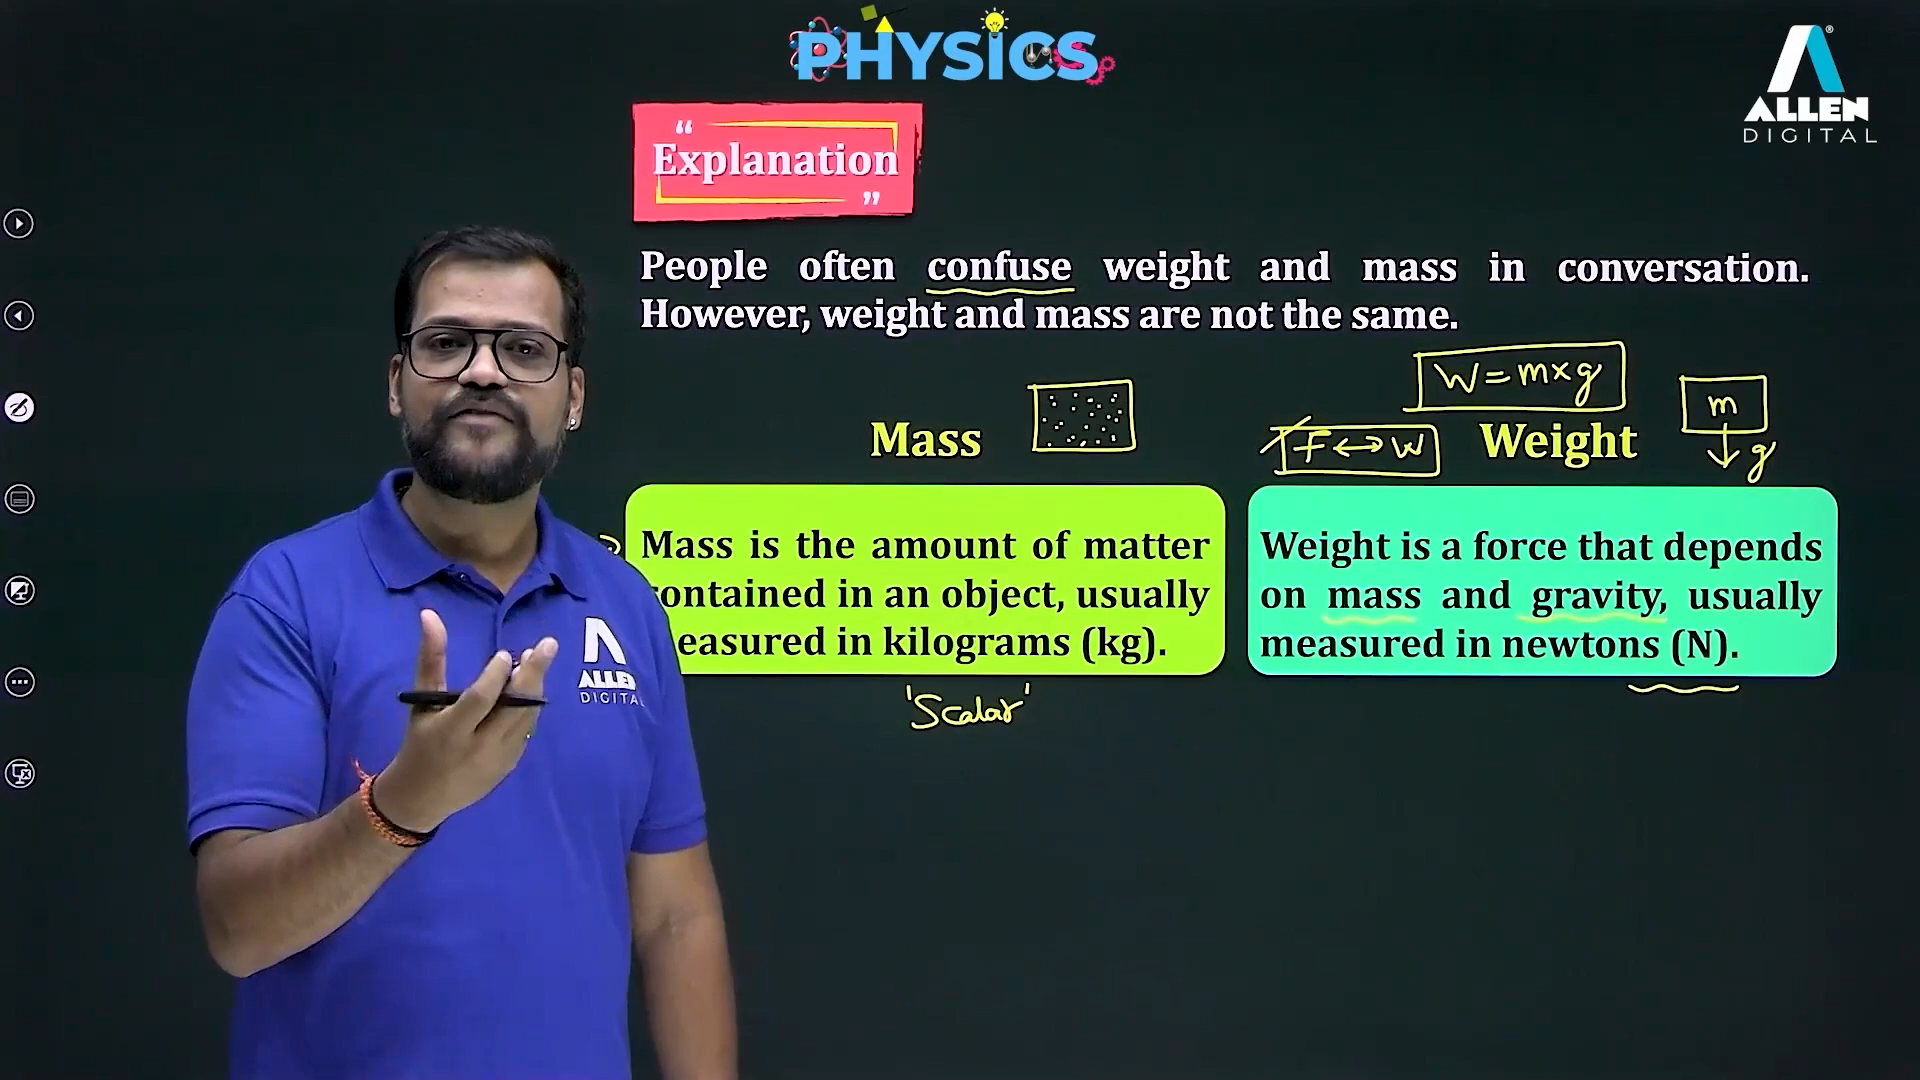 PHYSICS
ALLEN
DIGITAL
“
Explanation
”
People often confuse weight and mass in conversation.
However, weight and mass are not the same.
W=m×g
m
g
Mass
F↔W
Weight
Mass is the amount of matter
ontained in an object, usually
easured in kilograms (kg).
Weight is a force that depends
on mass and gravity, usually
measured in newtons (N).
'Scalar'
ALLEN
DIGITA